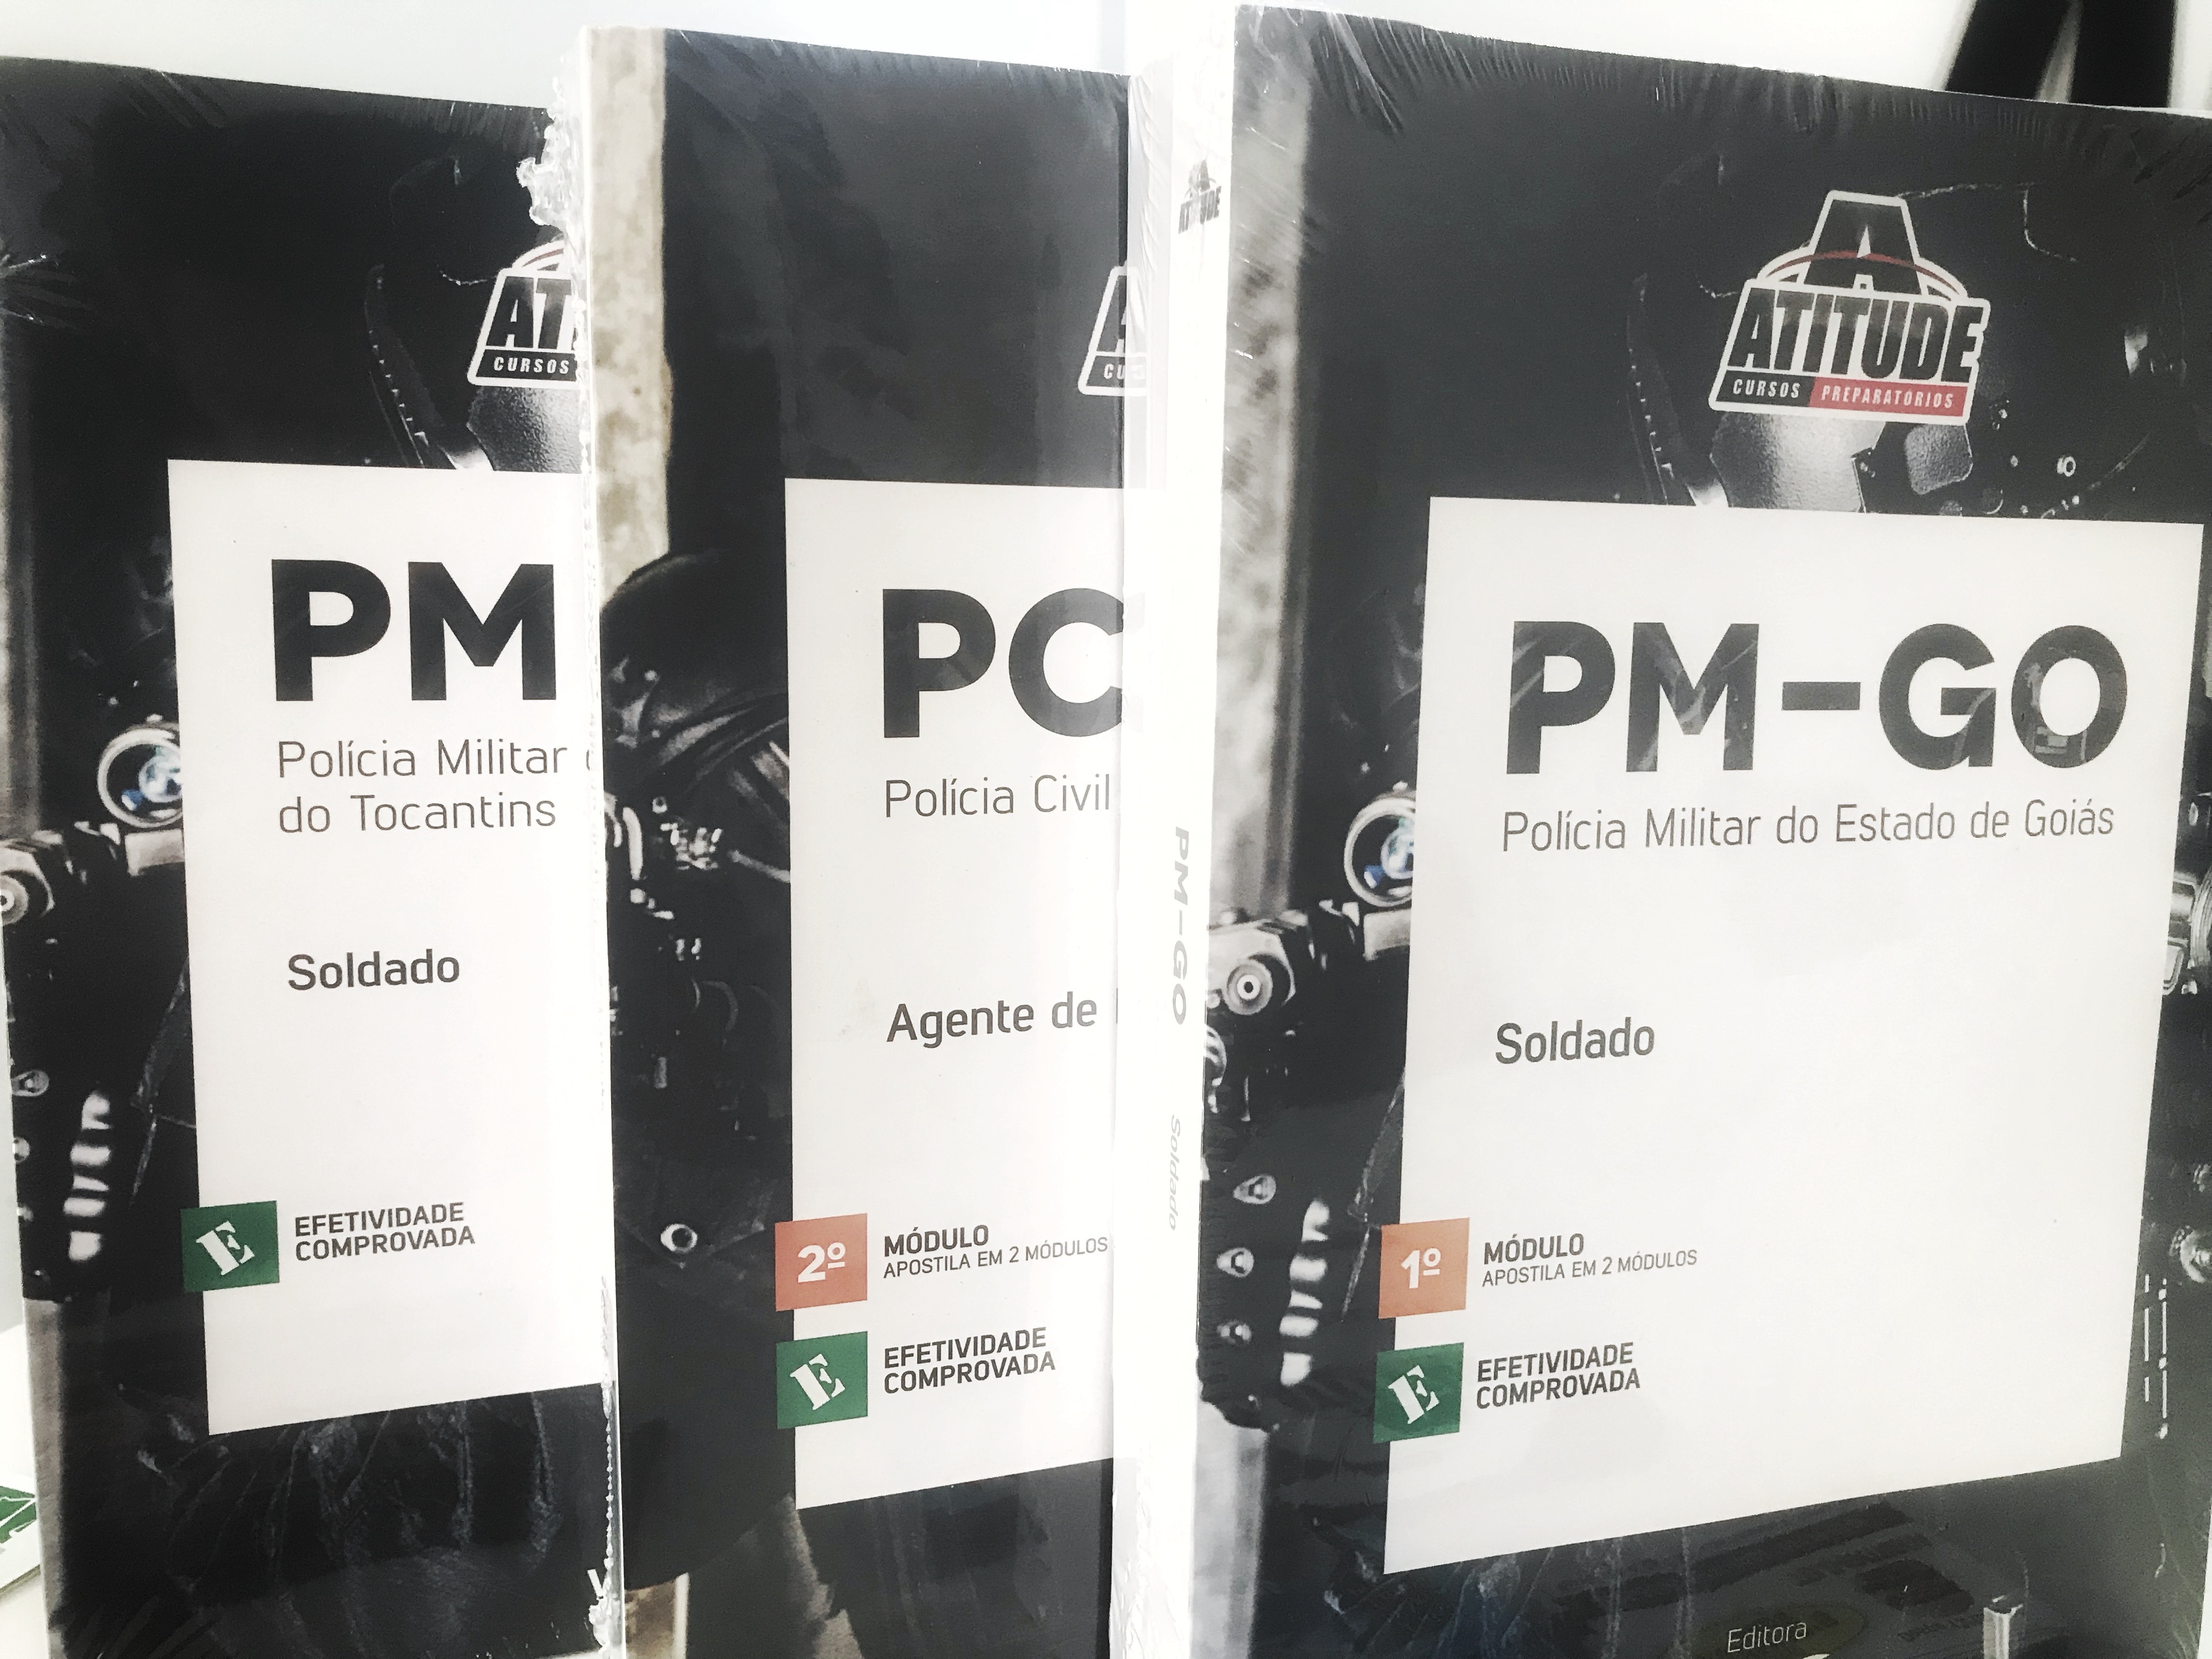 AT
CURSOS
PM
Polícia Militar
do Tocantins
Soldado
E
EFETIVIDADE
COMPROVADA
A
CU
PC
Polícia Civil
Agente de
2º
MÓDULO
APOSTILA EM 2 MÓDULOS
E
EFETIVIDADE
COMPROVADA
ATITUDE
PM-GO
Soldado
A
ATITUDE
CURSOS PREPARATÓRIOS
PM-GO
Polícia Militar do Estado de Goiás
Soldado
1º
MÓDULO
APOSTILA EM 2 MÓDULOS
E
EFETIVIDADE
COMPROVADA
Editora